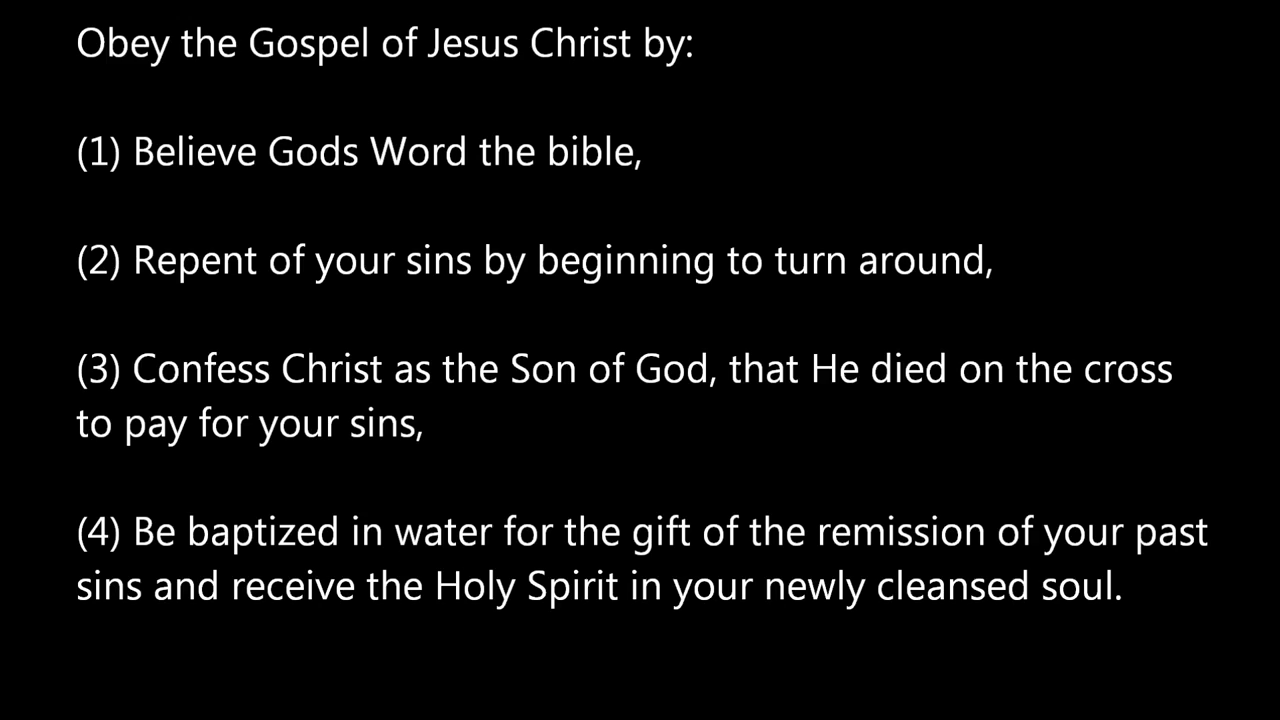 Obey the Gospel of Jesus Christ by:
(1) Believe Gods Word the bible,
(2) Repent of your sins by beginning to turn around,
(3) Confess Christ as the Son of God, that He died on the cross
to pay for your sins,
(4) Be baptized in water for the gift of the remission of your past
sins and receive the Holy Spirit in your newly cleansed soul.